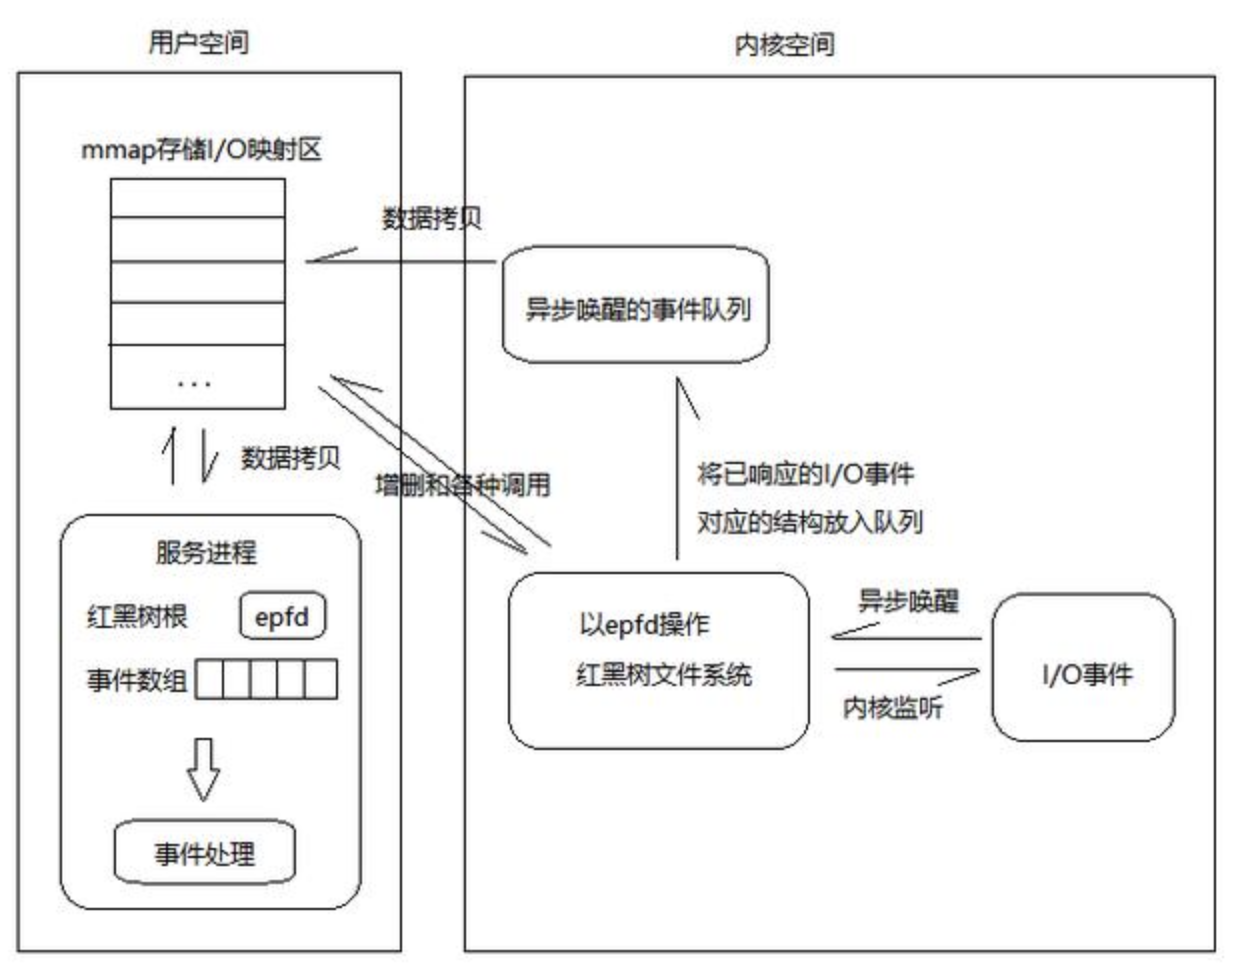 用户空间
内核空间
mmap存储I/O映射区
数据拷贝
异步唤醒的事件队列
...
数据拷贝
增删和各种调用
将已响应的I/O事件
对应的结构放入队列
服务进程
红黑树根
epfd
事件数组
以epfd操作
红黑树文件系统
异步唤醒
内核监听
I/O事件
事件处理